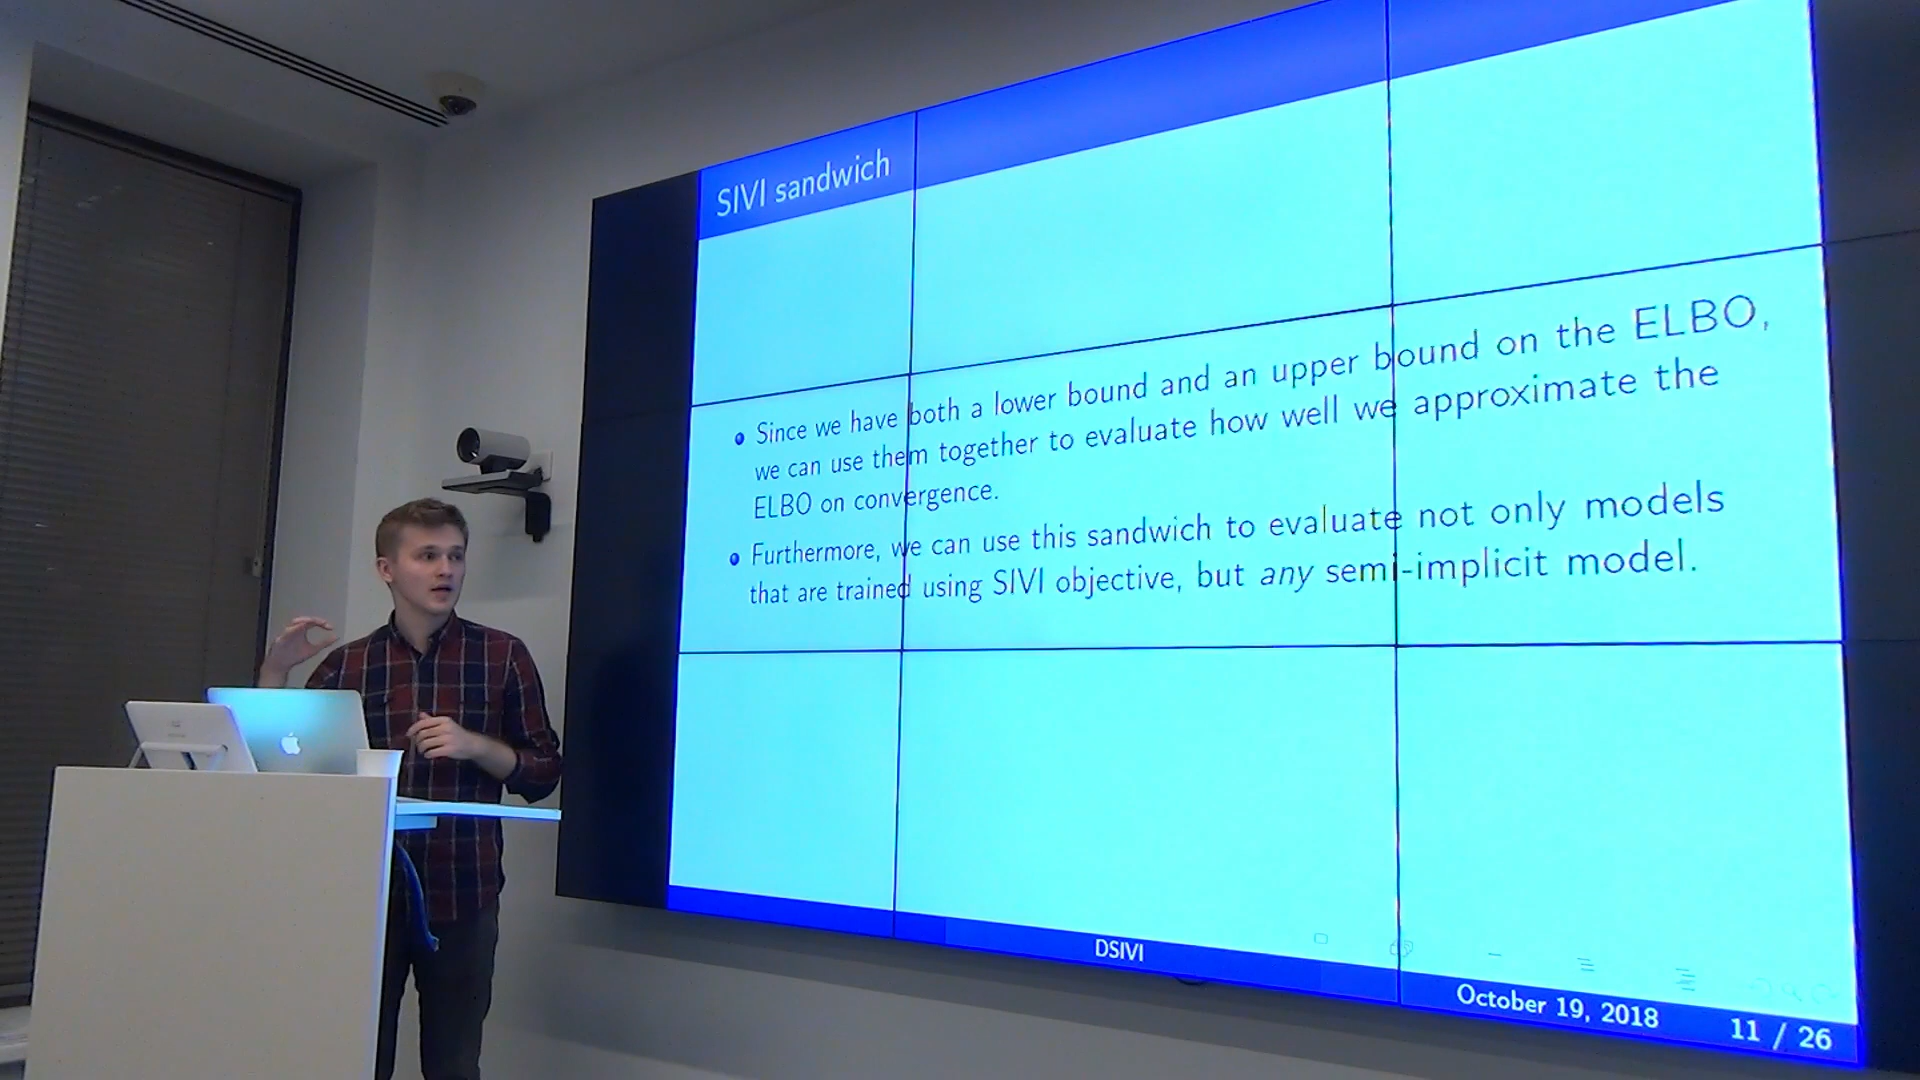 SIVI sandwich
Since we have both a lower bound and an upper bound on the ELBO,
we can use them together to evaluate how well we approximate the
ELBO on convergence.
Furthermore, we can use this sandwich to evaluate not only models
that are trained using SIVI objective, but any semi-implicit model.
DSIVI
October 19, 2018
11 / 26